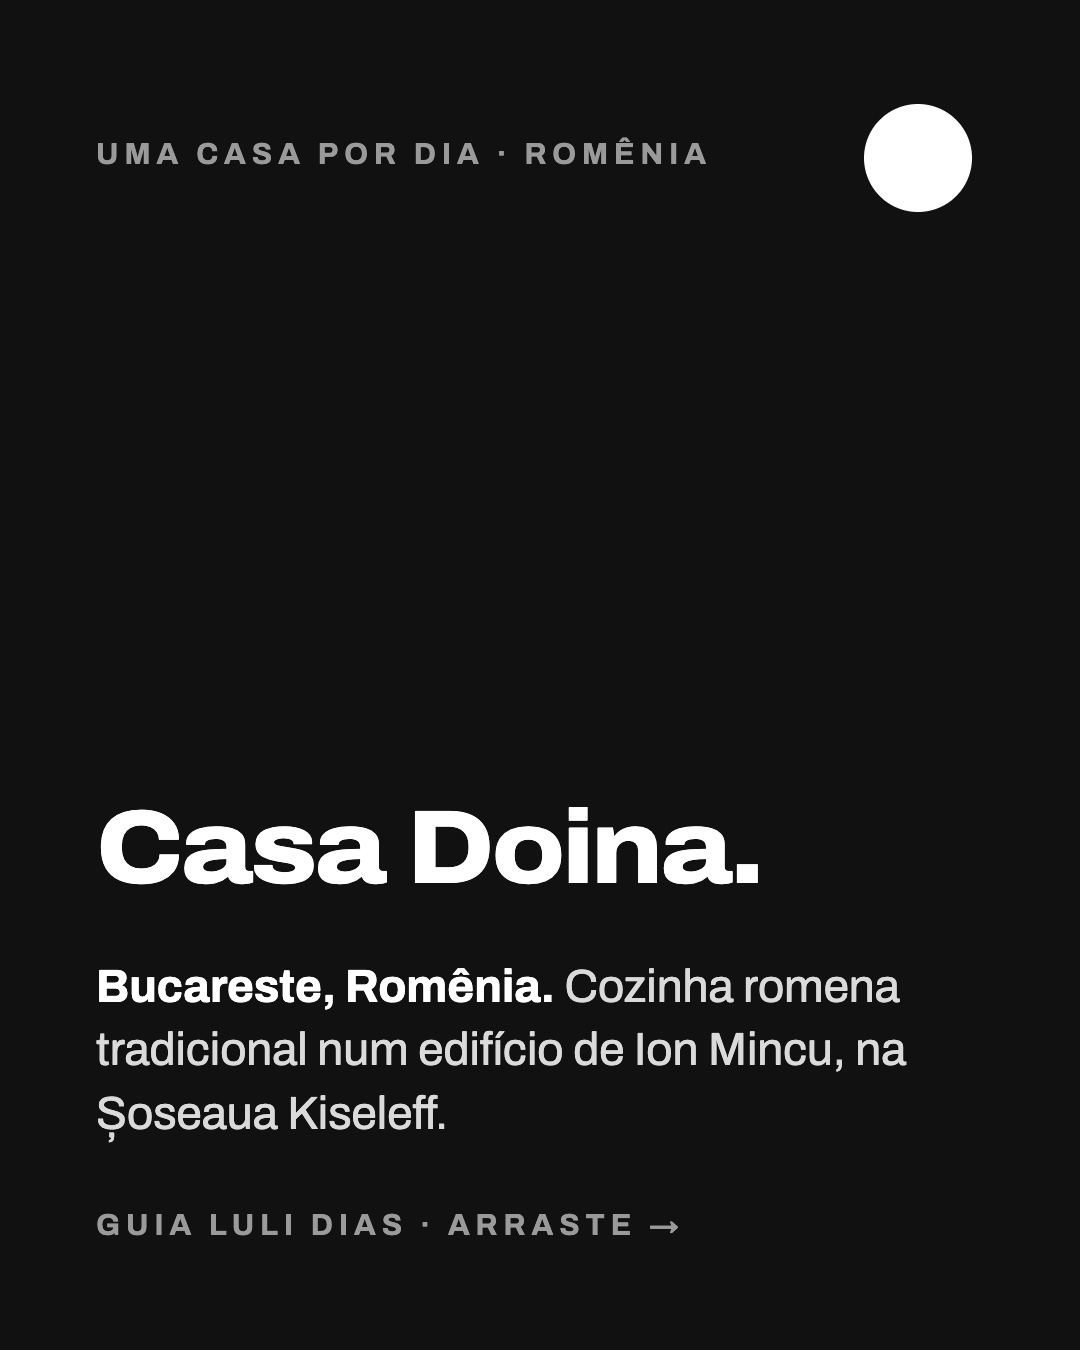 UMA CASA POR DIA · ROMÊNIA
Casa Doina.
Bucareste, Romênia. Cozinha romena
tradicional num edifício de Ion Mincu, na
Șoseaua Kiseleff.
GUIA LULI DIAS · ARRASTE →